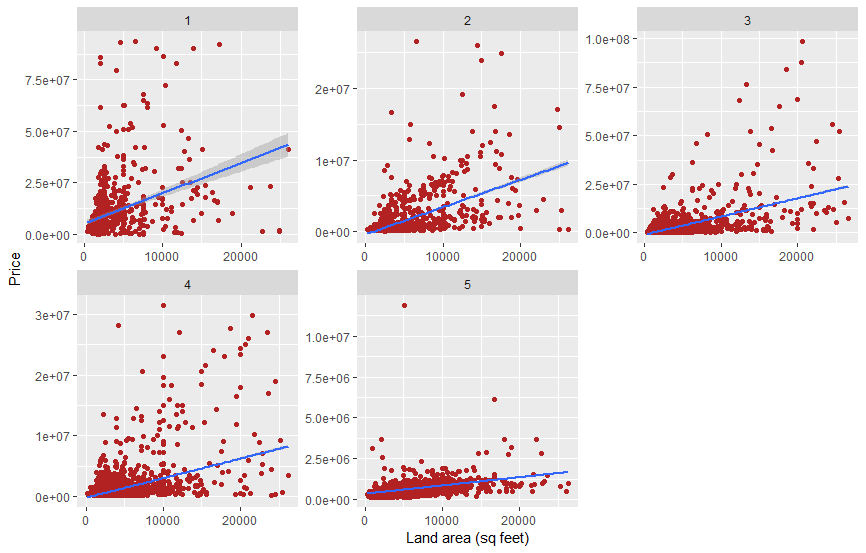 1 2 3
7.5e+07
5.0e+07
2.5e+07
0.0e+00
2e+07
1e+07
0e+00
1.0e+08
7.5e+07
5.0e+07
2.5e+07
0.0e+00
0 10000 20000 0 10000 20000 0 10000 20000
Price
4 5
3e+07
2e+07
1e+07
0e+00
1.0e+07
7.5e+06
5.0e+06
2.5e+06
0.0e+00
0 10000 20000 0 10000 20000
Land area (sq feet)